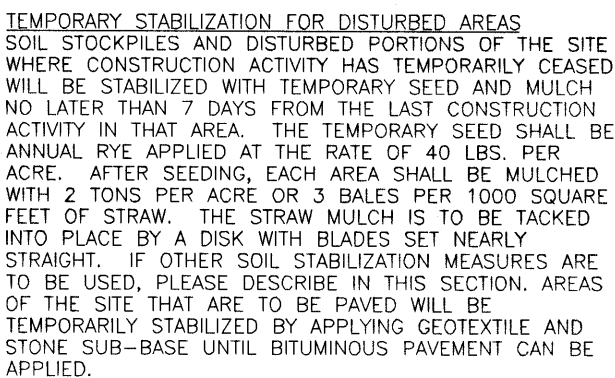 TEMPORARY STABILIZATION FOR DISTURBED AREAS
SOIL STOCKPILES AND DISTURBED PORTIONS OF THE SITE
WHERE CONSTRUCTION ACTIVITY HAS TEMPORARILY CEASED
WILL BE STABILIZED WITH TEMPORARY SEED AND MULCH
NO LATER THAN 7 DAYS FROM THE LAST CONSTRUCTION
ACTIVITY IN THAT AREA. THE TEMPORARY SEED SHALL BE
ANNUAL RYE APPLIED AT THE RATE OF 40 LBS. PER
ACRE. AFTER SEEDING, EACH AREA SHALL BE MULCHED
WITH 2 TONS PER ACRE OR 3 BALES PER 1000 SQUARE
FEET OF STRAW. THE STRAW MULCH IS TO BE TACKED
INTO PLACE BY A DISK WITH BLADES SET NEARLY
STRAIGHT. IF OTHER SOIL STABILIZATION MEASURES ARE
TO BE USED, PLEASE DESCRIBE IN THIS SECTION. AREAS
OF THE SITE THAT ARE TO BE PAVED WILL BE
TEMPORARILY STABILIZED BY APPLYING GEOTEXTILE AND
STONE SUB-BASE UNTIL BITUMINOUS PAVEMENT CAN BE
APPLIED.